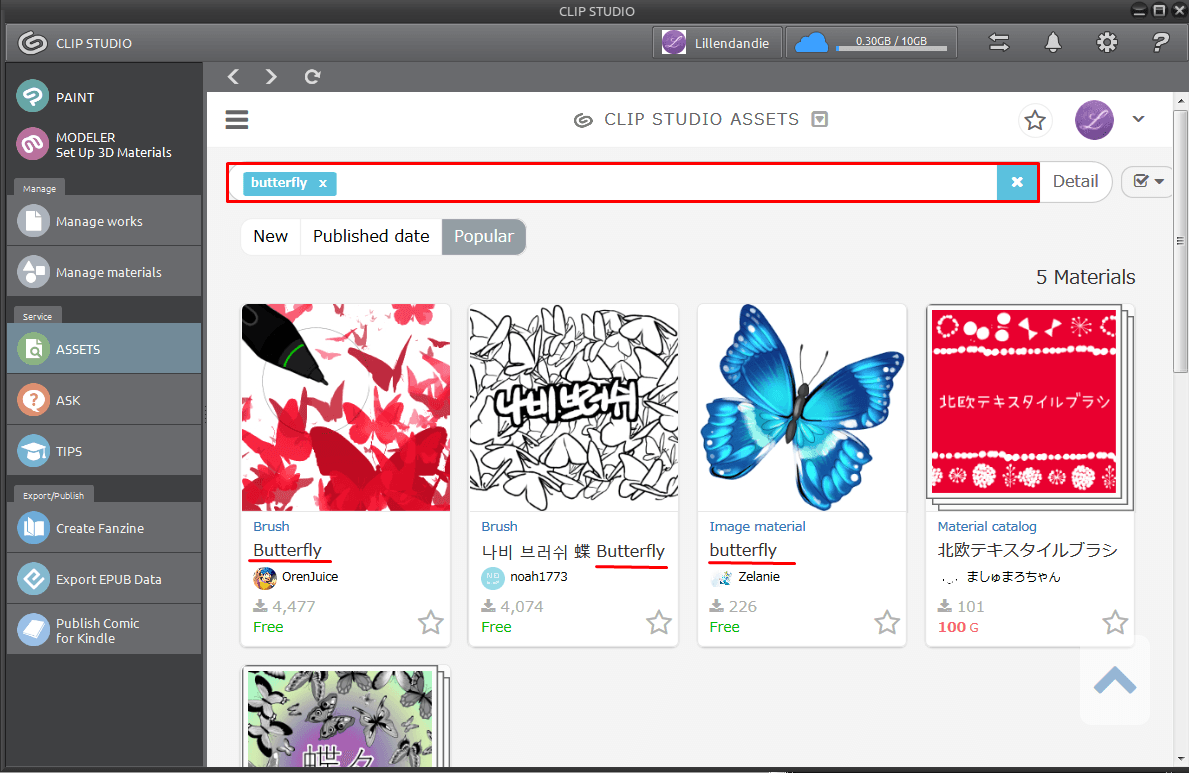 CLIP STUDIO
CLIP STUDIO
Lillendandie
0.30GB / 10GB
PAINT
MODELER
Set Up 3D Materials
Manage
Manage works
Manage materials
Service
ASSETS
ASK
TIPS
Export/Publish
Create Fanzine
Export EPUB Data
Publish Comic
for Kindle
CLIP STUDIO ASSETS
butterfly x
Detail
New Published date Popular
5 Materials
나비브러쉬
北欧テキスタイルブラシ
Brush
Butterfly
OrenJuice
4,477
Free
Brush
나비 브러쉬 蝶 Butterfly
noah1773
4,074
Free
Image material
butterfly
Zelanie
226
Free
Material catalog
北欧テキスタイルブラシ
ましゅまろちゃん
101
100 G
蝶々